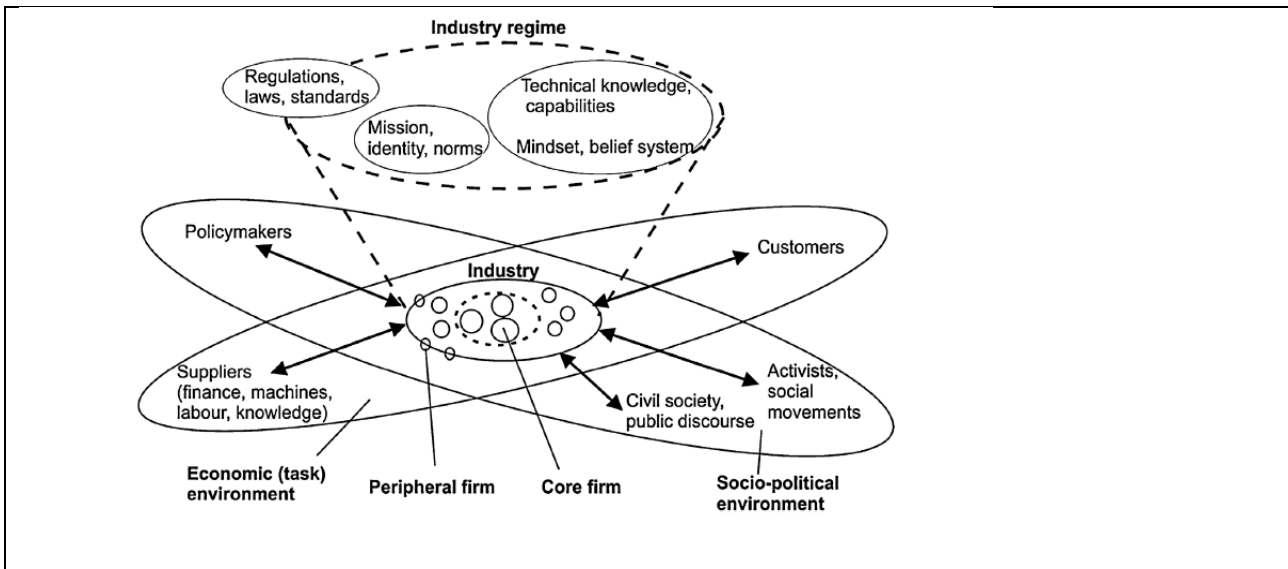 Industry regime
Regulations,
laws, standards
Technical knowledge,
capabilities
Mission,
identity, norms
Mindset, belief system
Policymakers
Customers
Industry
Suppliers
(finance, machines,
labour, knowledge)
Activists,
social
movements
Civil society,
public discourse
Economic (task)
environment
Peripheral firm
Core firm
Socio-political
environment